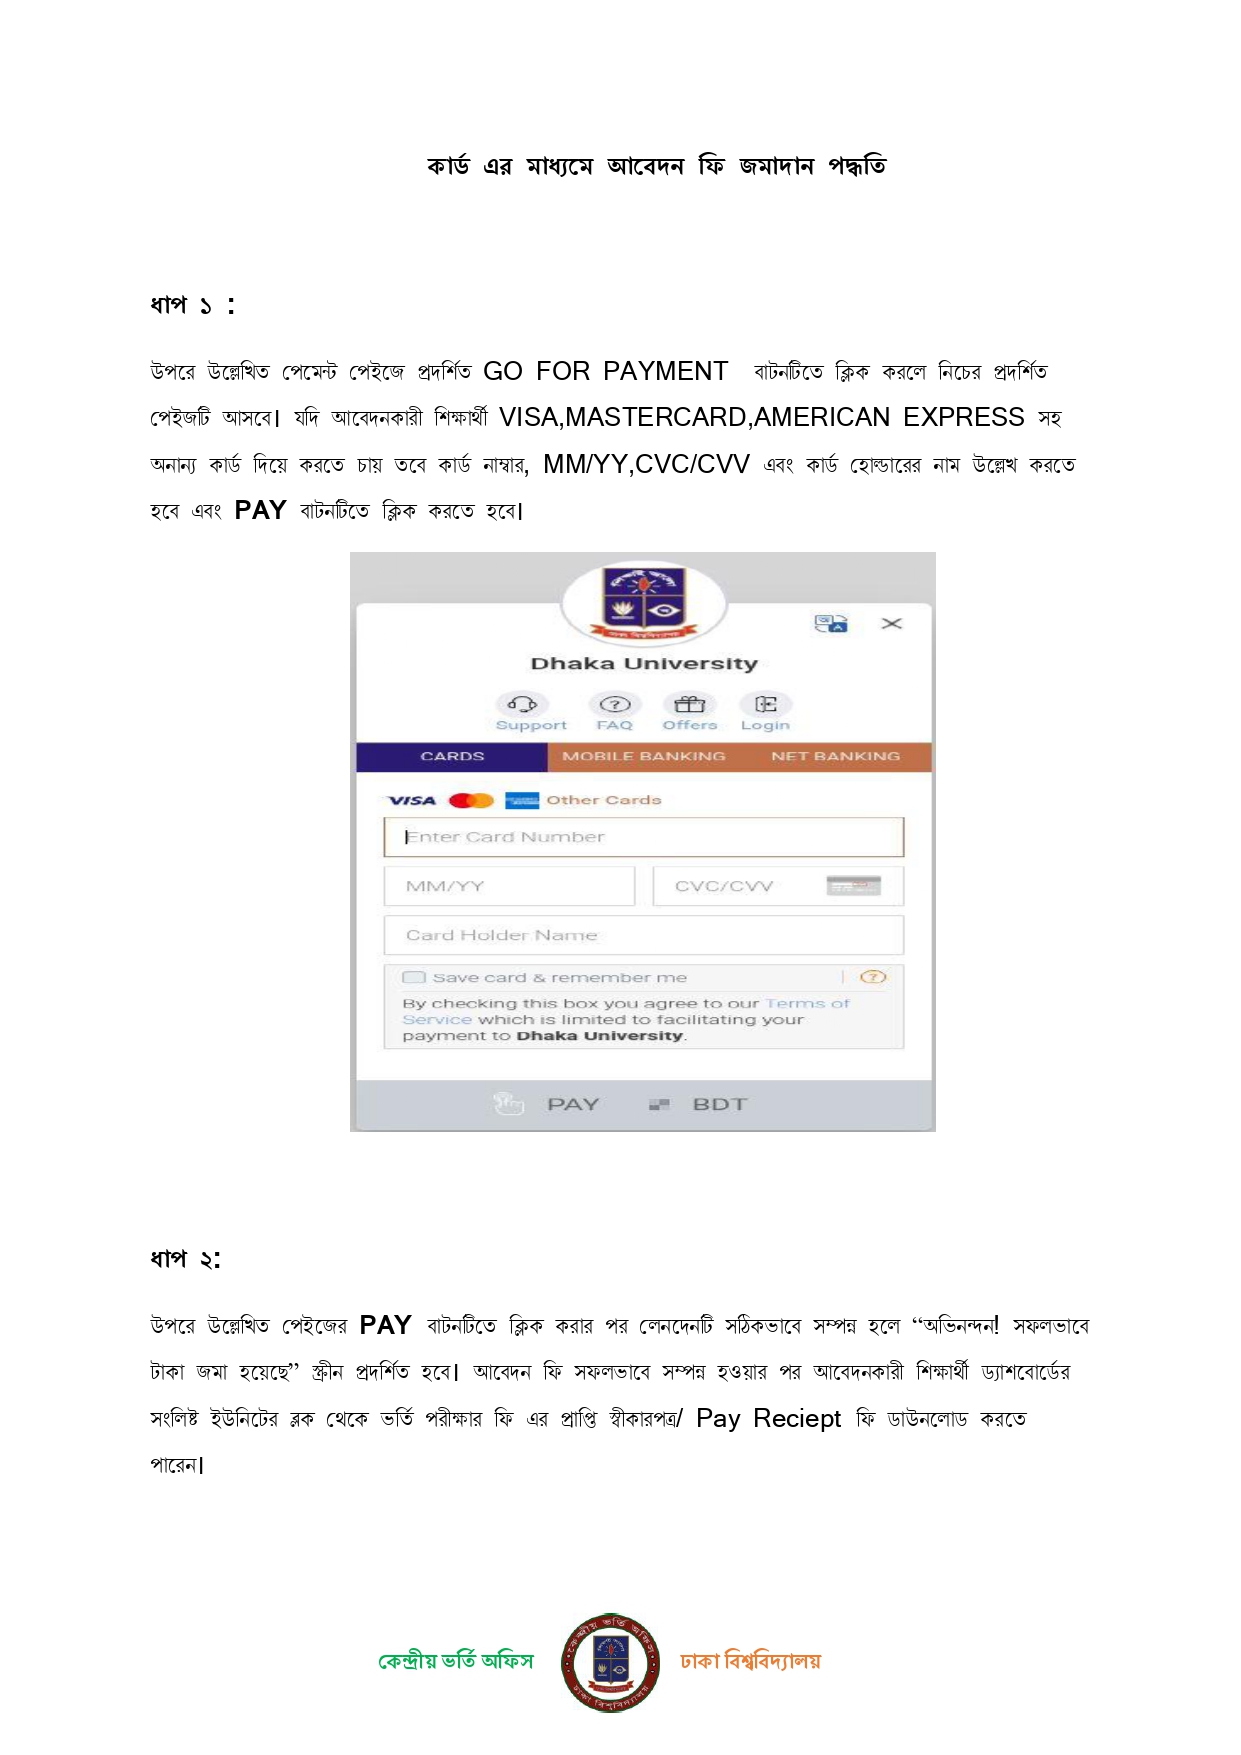 কার্ড এর মাধ্যমে আবেদন ফি জমাদান পদ্ধতি
ধাপ ১ :
উপরে উল্লেখিত পেমেন্ট পেইজে প্রদর্শিত GO FOR PAYMENT বাটনটিতে ক্লিক করলে নিচের প্রদর্শিত
পেইজটি আসবে। যদি আবেদনকারী শিক্ষার্থী VISA,MASTERCARD,AMERICAN EXPRESS সহ
অনান্য কার্ড দিয়ে করতে চায় তবে কার্ড নাম্বার, MM/YY,CVC/CVV এবং কার্ড হোল্ডারের নাম উল্লেখ করতে
হবে এবং PAY বাটনটিতে ক্লিক করতে হবে।
Dhaka University
Support FAQ Offers Login
CARDS MOBILE BANKING NET BANKING
VISA Other Cards
Enter Card Number
MM/YY CVC/CVV
Card Holder Name
Save card & remember me
By checking this box you agree to our Terms of
Service which is limited to facilitating your
payment to Dhaka University.
PAY BDT
ধাপ ২:
উপরে উল্লেখিত পেইজের PAY বাটনটিতে ক্লিক করার পর লেনদেনটি সঠিকভাবে সম্পন্ন হলে “অভিনন্দন! সফলভাবে
টাকা জমা হয়েছে” স্ক্রীন প্রদর্শিত হবে। আবেদন ফি সফলভাবে সম্পন্ন হওয়ার পর আবেদনকারী শিক্ষার্থী ড্যাশবোর্ডের
সংলিষ্ট ইউনিটের ব্লক থেকে ভর্তি পরীক্ষার ফি এর প্রাপ্তি স্বীকারপত্র/ Pay Reciept ফি ডাউনলোড করতে
পারেন।
কেন্দ্রীয় ভর্তি অফিস
কেন্দ্রীয় ভর্তি অফিস
ঢাকা বিশ্ববিদ্যালয়
ঢাকা বিশ্ববিদ্যালয়